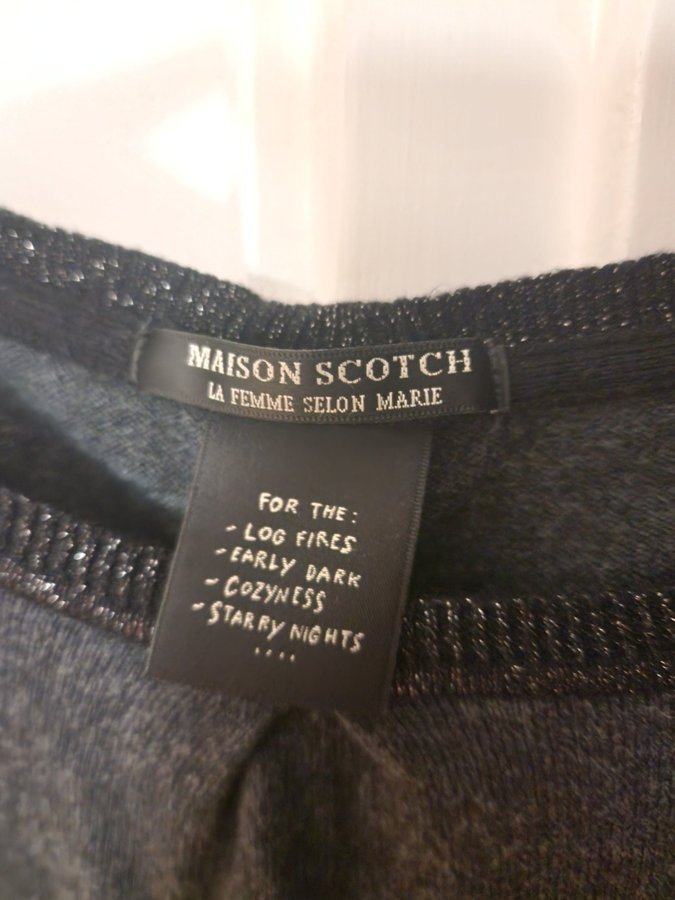 MAISON SCOTCH
LA FEMME SELON MARIE
FOR THE:
- LOG FIRES
- EARLY DARK
- COZYNESS
- STARRY NIGHTS
....